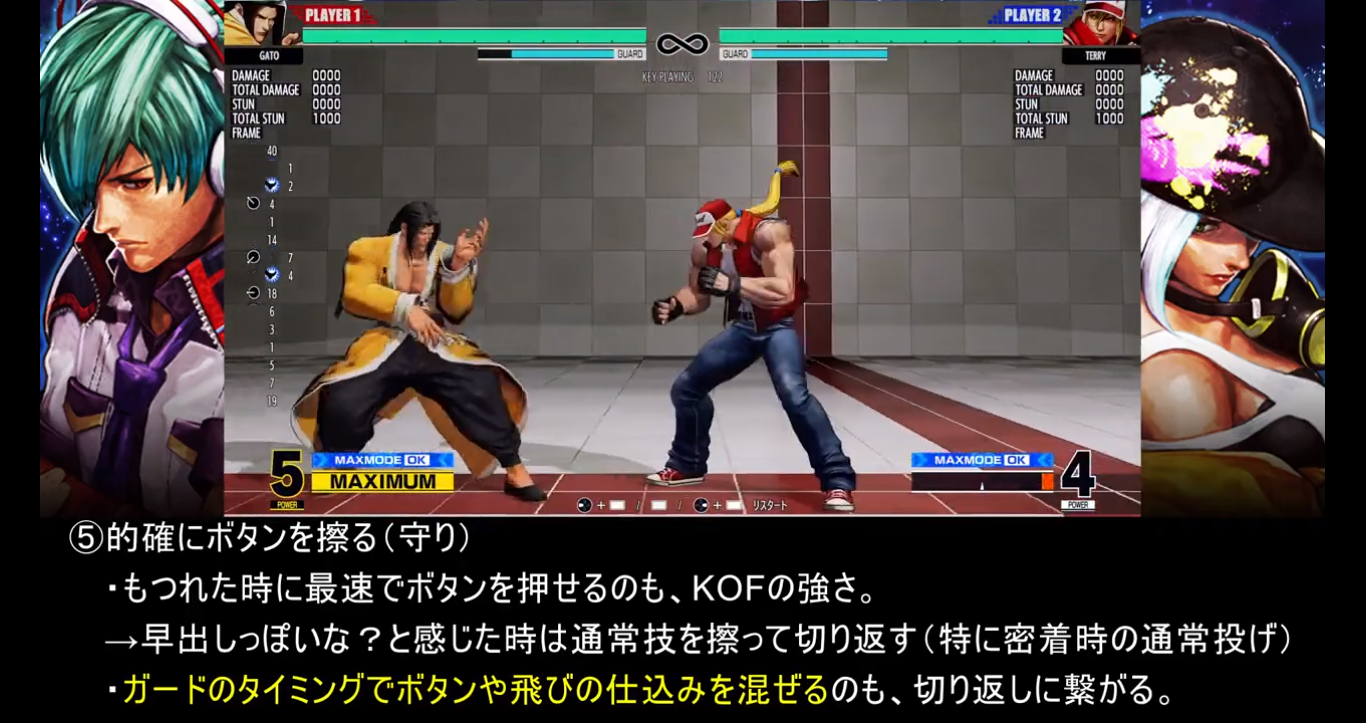 PLAYER 1
PLAYER 2
GATO
GUARD
GUARD
TERRY
KEY PLAYING 122
DAMAGE 0000
TOTAL DAMAGE 0000
STUN 0000
TOTAL STUN 1000
FRAME
DAMAGE 0000
TOTAL DAMAGE 0000
STUN 0000
TOTAL STUN 1000
FRAME
40
1
2
4
1
14
7
4
18
6
3
1
5
7
19
5
POWER
MAXMODE OK
MAXIMUM
MAXMODE OK
4
POWER
+ / / + リスタート
⑤的確にボタンを擦る(守り)
・もつれた時に最速でボタンを押せるのも、KOFの強さ。
→早出しっぽいな?と感じた時は通常技を擦って切り返す(特に密着時の通常投げ)
・ガードのタイミングでボタンや飛びの仕込みを混ぜるのも、切り返しに繋がる。